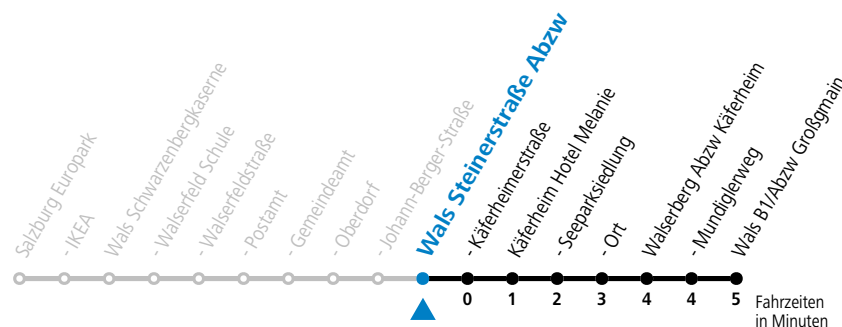 Salzburg Europark
- IKEA
Wals Schwarzenbergkaserne
- Walserfeld Schule
- Walserfeldstraße
- Postamt
- Gemeindeamt
- Oberdorf
- Johann-Berger-Straße
Wals Steinerstraße Abzw
- Käferheimerstraße
Käferheim Hotel Melanie
- Seeparksiedlung
- Ort
Walserberg Abzw Käferheim
- Mundiglerweg
Wals B1/Abzw Großgmain
0 1 2 3 4 4 5 Fahrzeiten
in Minuten